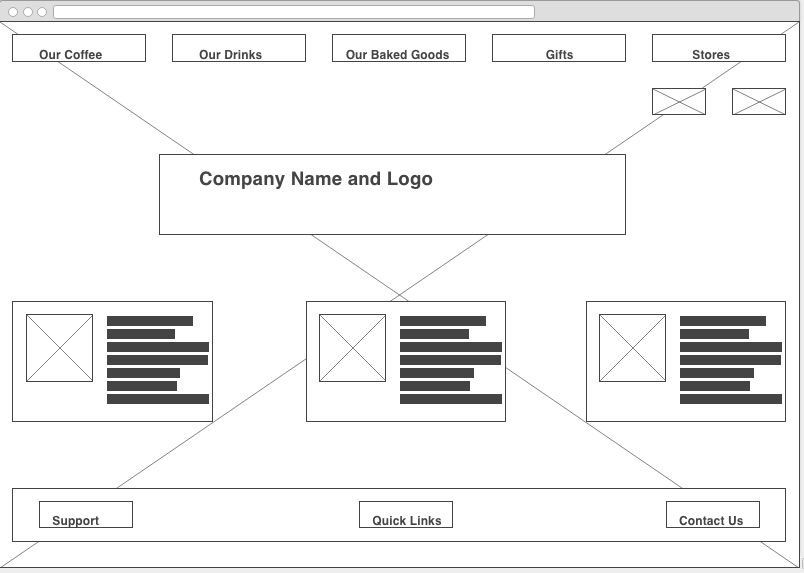 Our Coffee
Our Drinks
Our Baked Goods
Gifts
Stores
Company Name and Logo
Support
Quick Links
Contact Us